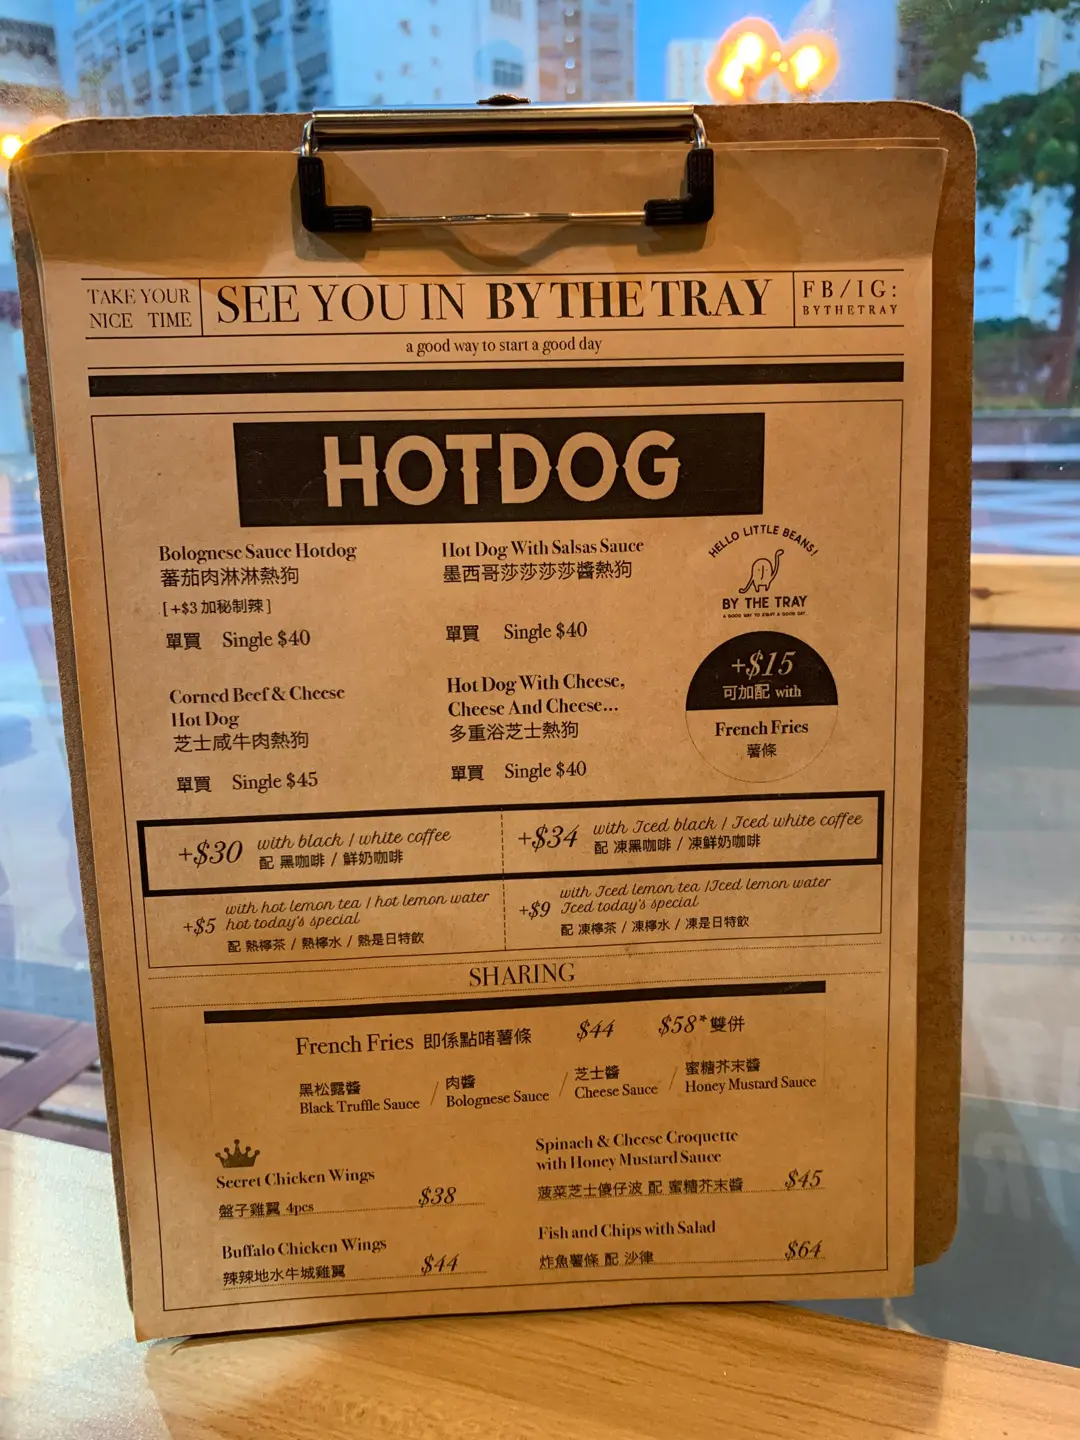 TAKE YOUR
NICE TIME
SEE YOU IN BY THE TRAY
FB/IG:
BYTHETRAY
a good way to start a good day
HOTDOG
Bolognese Sauce Hotdog
蕃茄肉淋淋熱狗
[+$3 加秘制辣]
單買 Single $40
Hot Dog With Salsas Sauce
墨西哥莎莎莎莎醬熱狗
單買 Single $40
HELLO LITTLE BEANS!
BY THE TRAY
A GOOD WAY TO START A GOOD DAY
Corned Beef & Cheese
Hot Dog
芝士咸牛肉熱狗
單買 Single $45
Hot Dog With Cheese,
Cheese And Cheese...
多重浴芝士熱狗
單買 Single $40
+$15
可加配 with
French Fries
薯條
+$30 with black / white coffee
配 黑咖啡 / 鮮奶咖啡
+$34 with Iced black / Iced white coffee
配 凍黑咖啡 / 凍鮮奶咖啡
+$5 with hot lemon tea / hot lemon water
hot today's special
配 熱檸茶 / 熱檸水 / 熱是日特飲
+$9 with Iced lemon tea /Iced lemon water
Iced today's special
配 凍檸茶 / 凍檸水 / 凍是日特飲
SHARING
French Fries 即係點啫薯條 $44 $58*雙併
黑松露醬 / 肉醬 / 芝士醬 / 蜜糖芥末醬
Black Truffle Sauce Bolognese Sauce Cheese Sauce Honey Mustard Sauce
Secret Chicken Wings
盤子雞翼 4pcs $38
Spinach & Cheese Croquette
with Honey Mustard Sauce
菠菜芝士傻仔波 配 蜜糖芥末醬 $45
Buffalo Chicken Wings
辣辣地水牛城雞翼 $44
Fish and Chips with Salad
炸魚薯條 配 沙律 $64